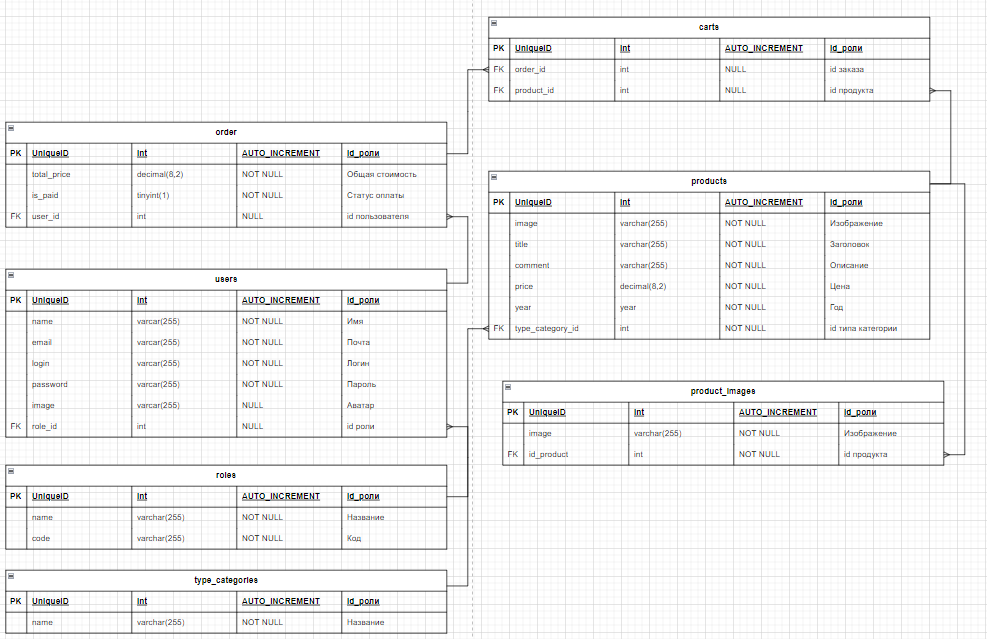 carts
PK UniqueID Int AUTO_INCREMENT Id_роли
FK order_id int NULL id заказа
FK product_id int NULL id продукта
order
PK UniqueID Int AUTO_INCREMENT Id_роли
total_price decimal(8,2) NOT NULL Общая стоимость
is_paid tinyint(1) NOT NULL Статус оплаты
FK user_id int NULL id пользователя
products
PK UniqueID Int AUTO_INCREMENT Id_роли
image varchar(255) NOT NULL Изображение
title varchar(255) NOT NULL Заголовок
comment varchar(255) NOT NULL Описание
price decimal(8,2) NOT NULL Цена
year year NOT NULL Год
FK type_category_id int NOT NULL id типа категории
users
PK UniqueID Int AUTO_INCREMENT Id_роли
name varcar(255) NOT NULL Имя
email varcar(255) NOT NULL Почта
login varcar(255) NOT NULL Логин
password varcar(255) NOT NULL Пароль
image varcar(255) NULL Аватар
FK role_id int NULL id роли
product_images
PK UniqueID Int AUTO_INCREMENT Id_роли
image varchar(255) NOT NULL Изображение
FK id_product int NOT NULL id продукта
roles
PK UniqueID Int AUTO_INCREMENT Id_роли
name varchar(255) NOT NULL Название
code varchar(255) NOT NULL Код
type_categories
PK UniqueID Int AUTO_INCREMENT Id_роли
name varchar(255) NOT NULL Название